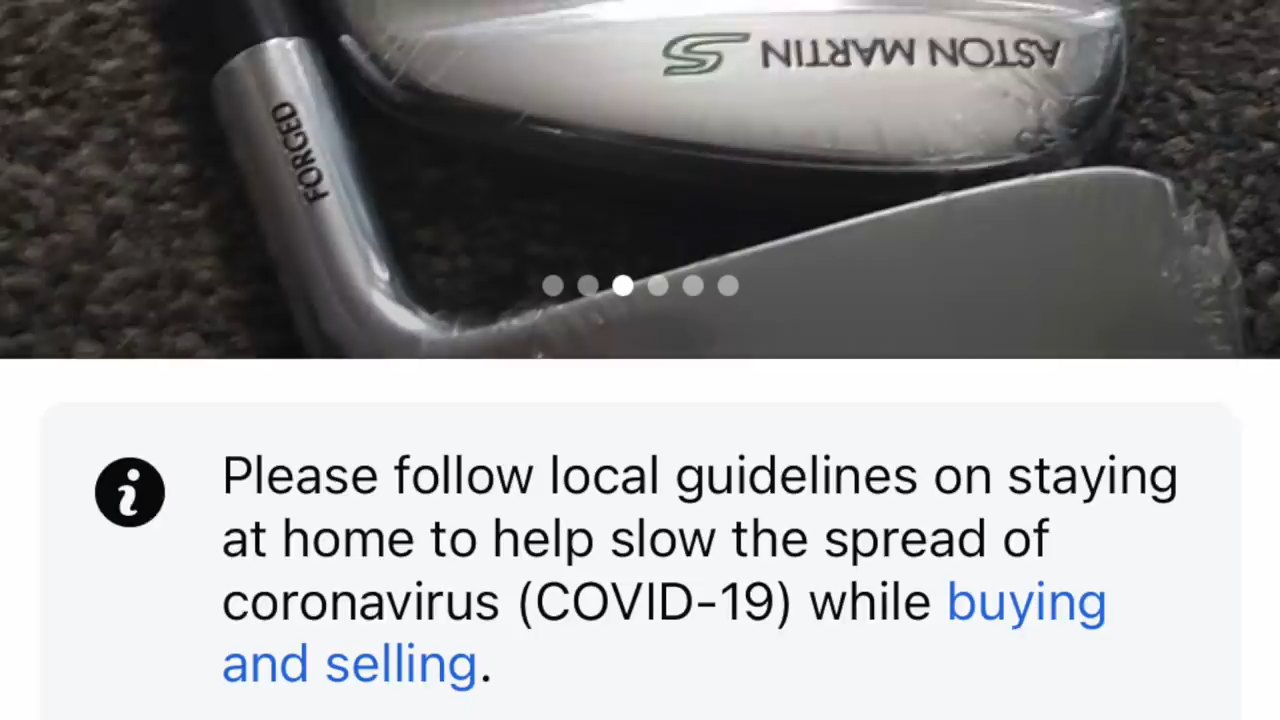 ASTON MARTIN S
FORGED
Please follow local guidelines on staying
at home to help slow the spread of
coronavirus (COVID-19) while buying
and selling.